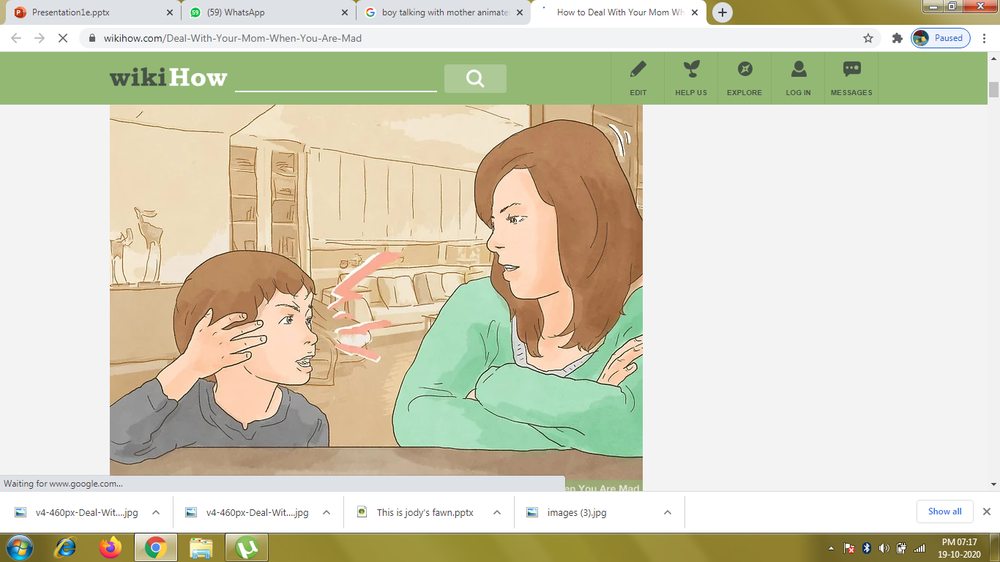 Presentation1e.pptx
(59) WhatsApp
boy talking with mother animate
How to Deal With Your Mom Wh
59
wikihow.com/Deal-With-Your-Mom-When-You-Are-Mad
Paused
wikiHow
EDIT
HELP US
EXPLORE
LOG IN
MESSAGES
en You Are Mad
Waiting for www.google.com...
v4-460px-Deal-Wit....jpg
v4-460px-Deal-Wit....jpg
This is jody's fawn.pptx
images (3).jpg
Show all
PM 07:17
19-10-2020